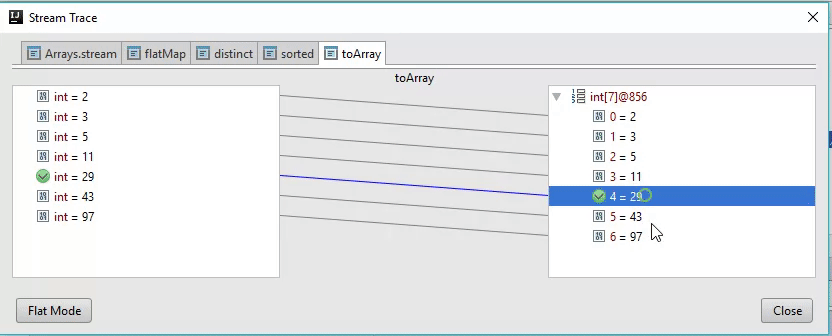 Stream Trace
Arrays.stream flatMap distinct sorted toArray
toArray
int = 2
int = 3
int = 5
int = 11
int = 29
int = 43
int = 97
int[7]@856
0 = 2
1 = 3
2 = 5
3 = 11
4 = 29
5 = 43
6 = 97
Flat Mode
Close